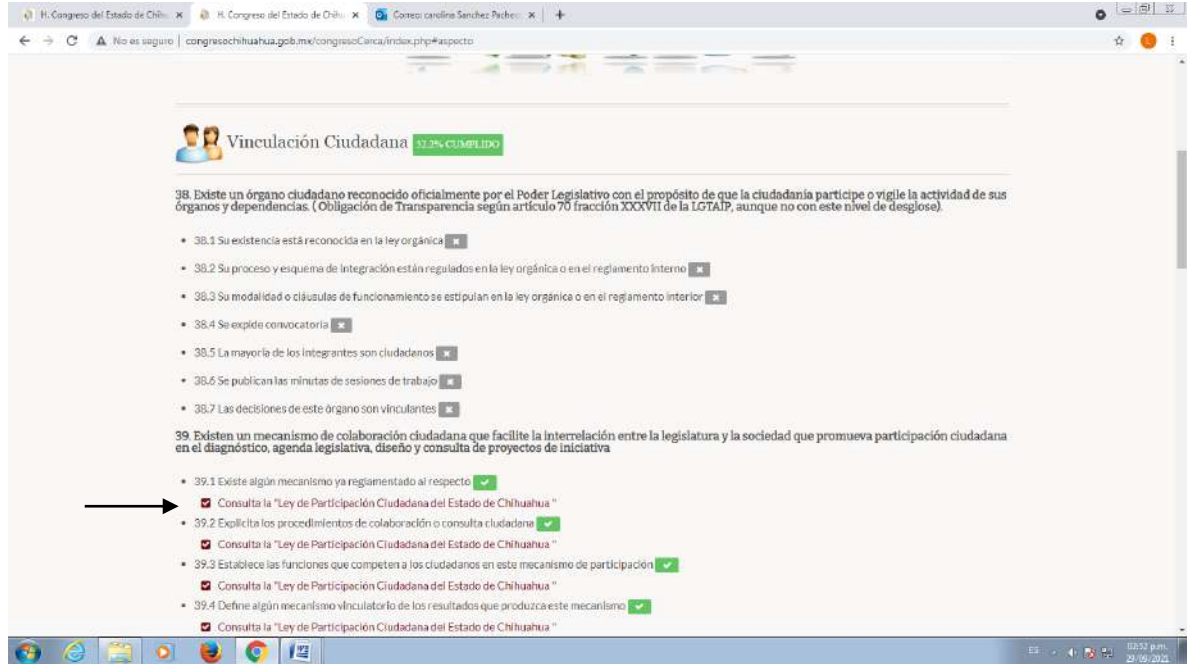 H. Congreso del Estado de Chihu
H. Congreso del Estado de Chihu
Correo: carolina Sanchez Pachec
No es seguro | congresochihuahua.gob.mx/congresoCerca/index.php#aspecto
Vinculación Ciudadana 52.2% CUMPLIDO
38. Existe un órgano ciudadano reconocido oficialmente por el Poder Legislativo con el propósito de que la ciudadanía participe o vigile la actividad de sus
órganos y dependencias. ( Obligación de Transparencia según artículo 70 fracción XXXVII de la LGTAIP, aunque no con este nivel de desglose).
38.1 Su existencia está reconocida en la ley orgánica
38.2 Su proceso y esquema de integración están regulados en la ley orgánica o en el reglamento interno
38.3 Su modalidad o cláusulas de funcionamiento se estipulan en la ley orgánica o en el reglamento interior
38.4 Se expide convocatoria
38.5 La mayoría de los integrantes son ciudadanos
38.6 Se publican las minutas de sesiones de trabajo
38.7 Las decisiones de este órgano son vinculantes
39. Existen un mecanismo de colaboración ciudadana que facilite la interrelación entre la legislatura y la sociedad que promueva participación ciudadana
en el diagnóstico, agenda legislativa, diseño y consulta de proyectos de iniciativa
39.1 Existe algún mecanismo ya reglamentado al respecto
Consulta la "Ley de Participación Ciudadana del Estado de Chihuahua "
39.2 Explicita los procedimientos de colaboración o consulta ciudadana
Consulta la "Ley de Participación Ciudadana del Estado de Chihuahua "
39.3 Establece las funciones que competen a los ciudadanos en este mecanismo de participación
Consulta la "Ley de Participación Ciudadana del Estado de Chihuahua "
39.4 Define algún mecanismo vinculatorio de los resultados que produzca este mecanismo
Consulta la "Ley de Participación Ciudadana del Estado de Chihuahua "
ES
02:52 p.m.
29/09/2021